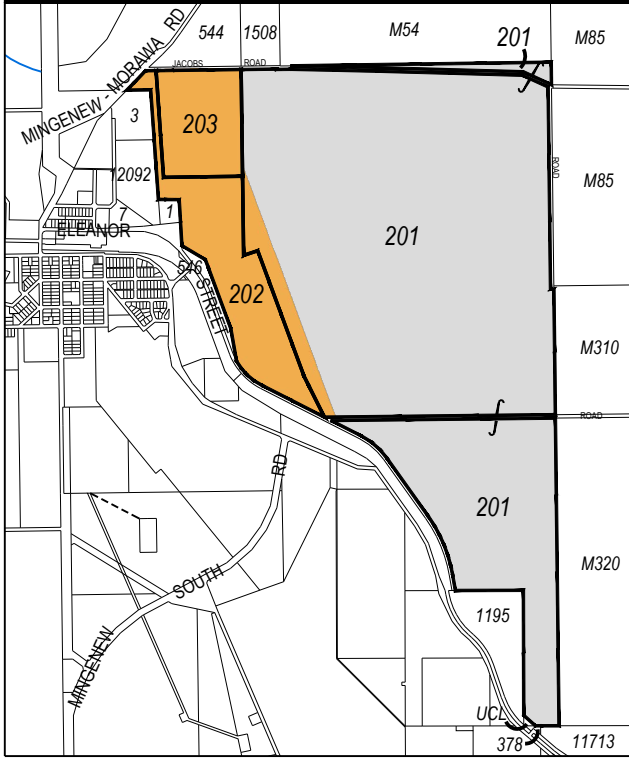 544
1508
M54
201
M85
MINGENEW - MORAWA RD
JACOBS ROAD
3
203
12092
ROAD
M85
7
1
ELEANOR
201
546
202
STREET
M310
ROAD
RD
201
M320
SOUTH
1195
MINGENEW
UCL
378
11713